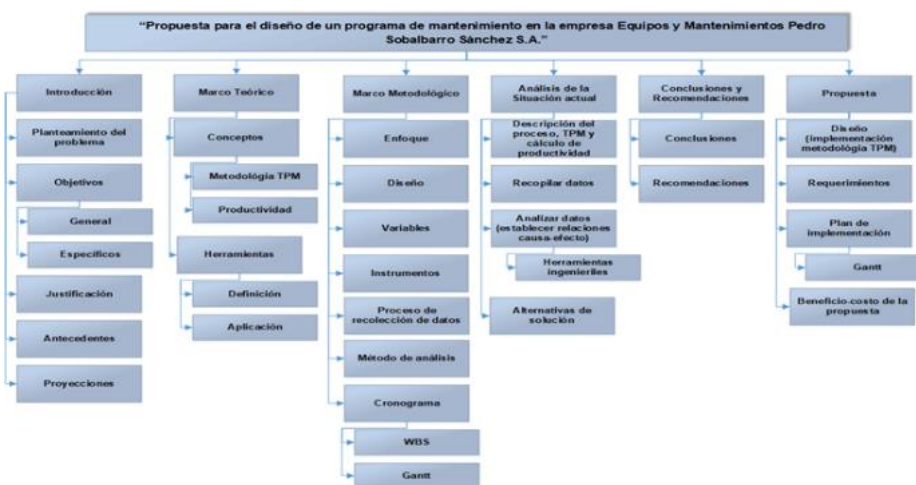 “Propuesta para el diseño de un programa de mantenimiento en la empresa Equipos y Mantenimientos Pedro
Sobalbarro Sánchez S.A.”
Introducción
Planteamiento del
problema
Objetivos
General
Específicos
Justificación
Antecedentes
Proyecciones
Marco Teórico
Conceptos
Metodológia TPM
Productividad
Herramientas
Definición
Aplicación
Marco Metodológico
Enfoque
Diseño
Variables
Instrumentos
Proceso de
recolección de datos
Método de análisis
Cronograma
WBS
Gantt
Análisis de la
Situación actual
Descripción del
proceso, TPM y
cálculo de
productividad
Recopilar datos
Analizar datos
(establecer relaciones
causa-efecto)
Herramientas
ingenieriles
Alternativas de
solución
Conclusiones y
Recomendaciones
Conclusiones
Recomendaciones
Propuesta
Diseño
(implementación
metodológia TPM)
Requerimientos
Plan de
implementación
Gantt
Beneficio-costo de la
propuesta